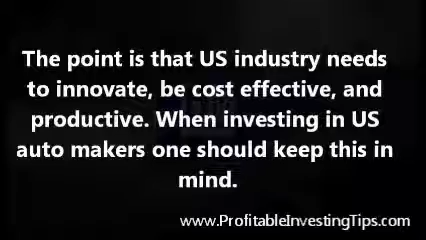 The point is that US industry needs
to innovate, be cost effective, and
productive. When investing in US
auto makers one should keep this in
mind.
www.ProfitableInvestingTips.com